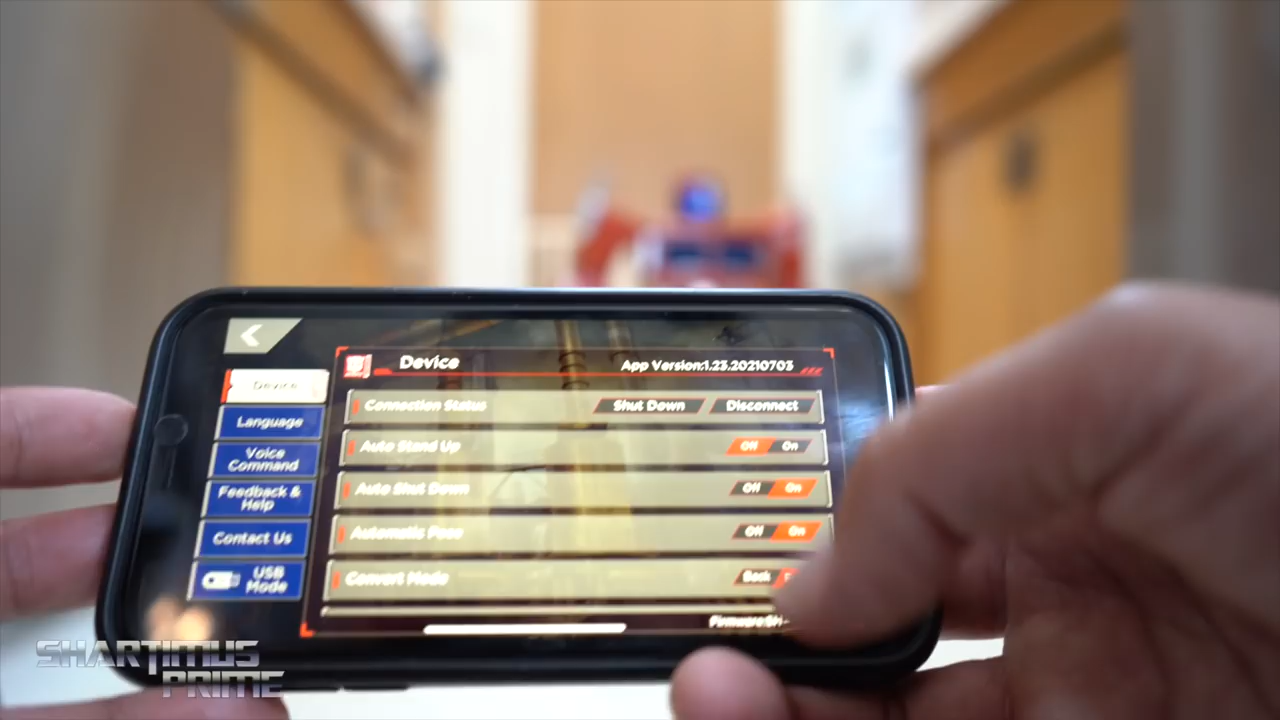 Device
App Version:1.23.20210703
Device
Connection Status
Shut Down
Disconnect
Language
Auto Stand Up
Off
On
Voice
Command
Auto Shut Down
Off
On
Feedback &
Help
Automatic Pose
Off
On
Contact Us
Convert Mode
Back
USB
Mode
SHARTIMUS
PRIME